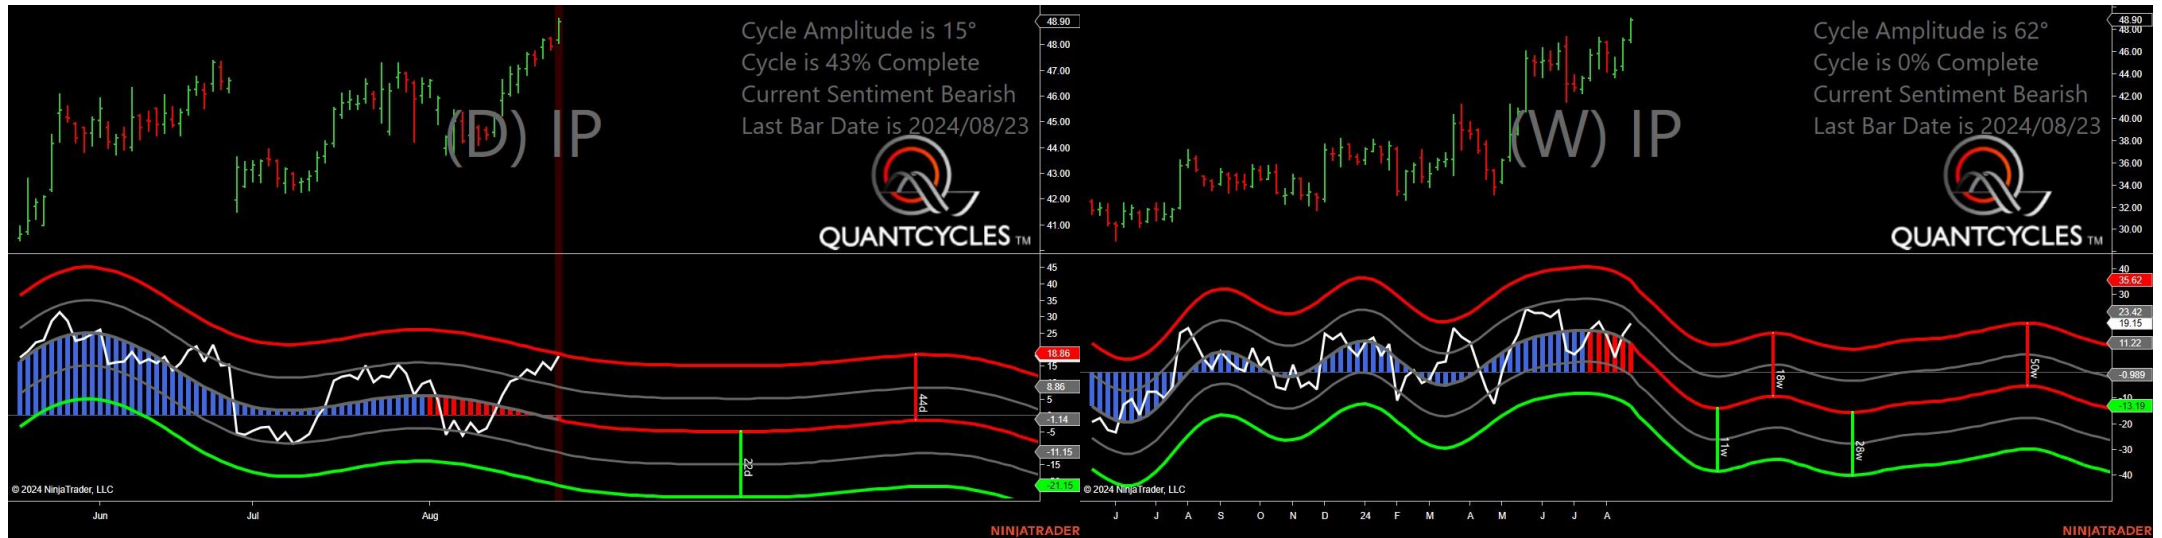 Cycle Amplitude is 15°
Cycle is 43% Complete
Current Sentiment Bearish
Last Bar Date is 2024/08/23
(D) IP
QUANTCYCLES TM
48.90
48.00
47.00
46.00
45.00
44.00
43.00
42.00
41.00
45
40
35
30
25
18.86
15
8.86
5
-1.14
-5
-11.15
-15
-21.15
44d
22d
© 2024 NinjaTrader, LLC
Jun
Jul
Aug
NINJATRADER
Cycle Amplitude is 62°
Cycle is 0% Complete
Current Sentiment Bearish
Last Bar Date is 2024/08/23
(W) IP
QUANTCYCLES TM
48.90
48.00
46.00
44.00
42.00
40.00
38.00
36.00
34.00
32.00
30.00
40
35.62
30
23.42
19.15
11.22
-0.989
-10
-13.19
-20
-30
-40
18w
50w
11w
28w
© 2024 NinjaTrader, LLC
J
J
A
S
O
N
D
24
F
M
A
M
J
J
A
NINJATRADER